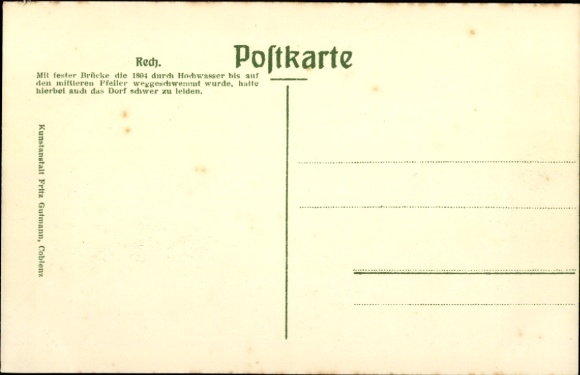 Rech.
Postkarte
Mit fester Brücke die 1804 durch Hochwasser bis auf
den mittleren Pfeiler weggeschwemmt wurde, hatte
hierbei auch das Dorf schwer zu leiden.
Kunstanstalt Fritz Gutmann, Coblenz